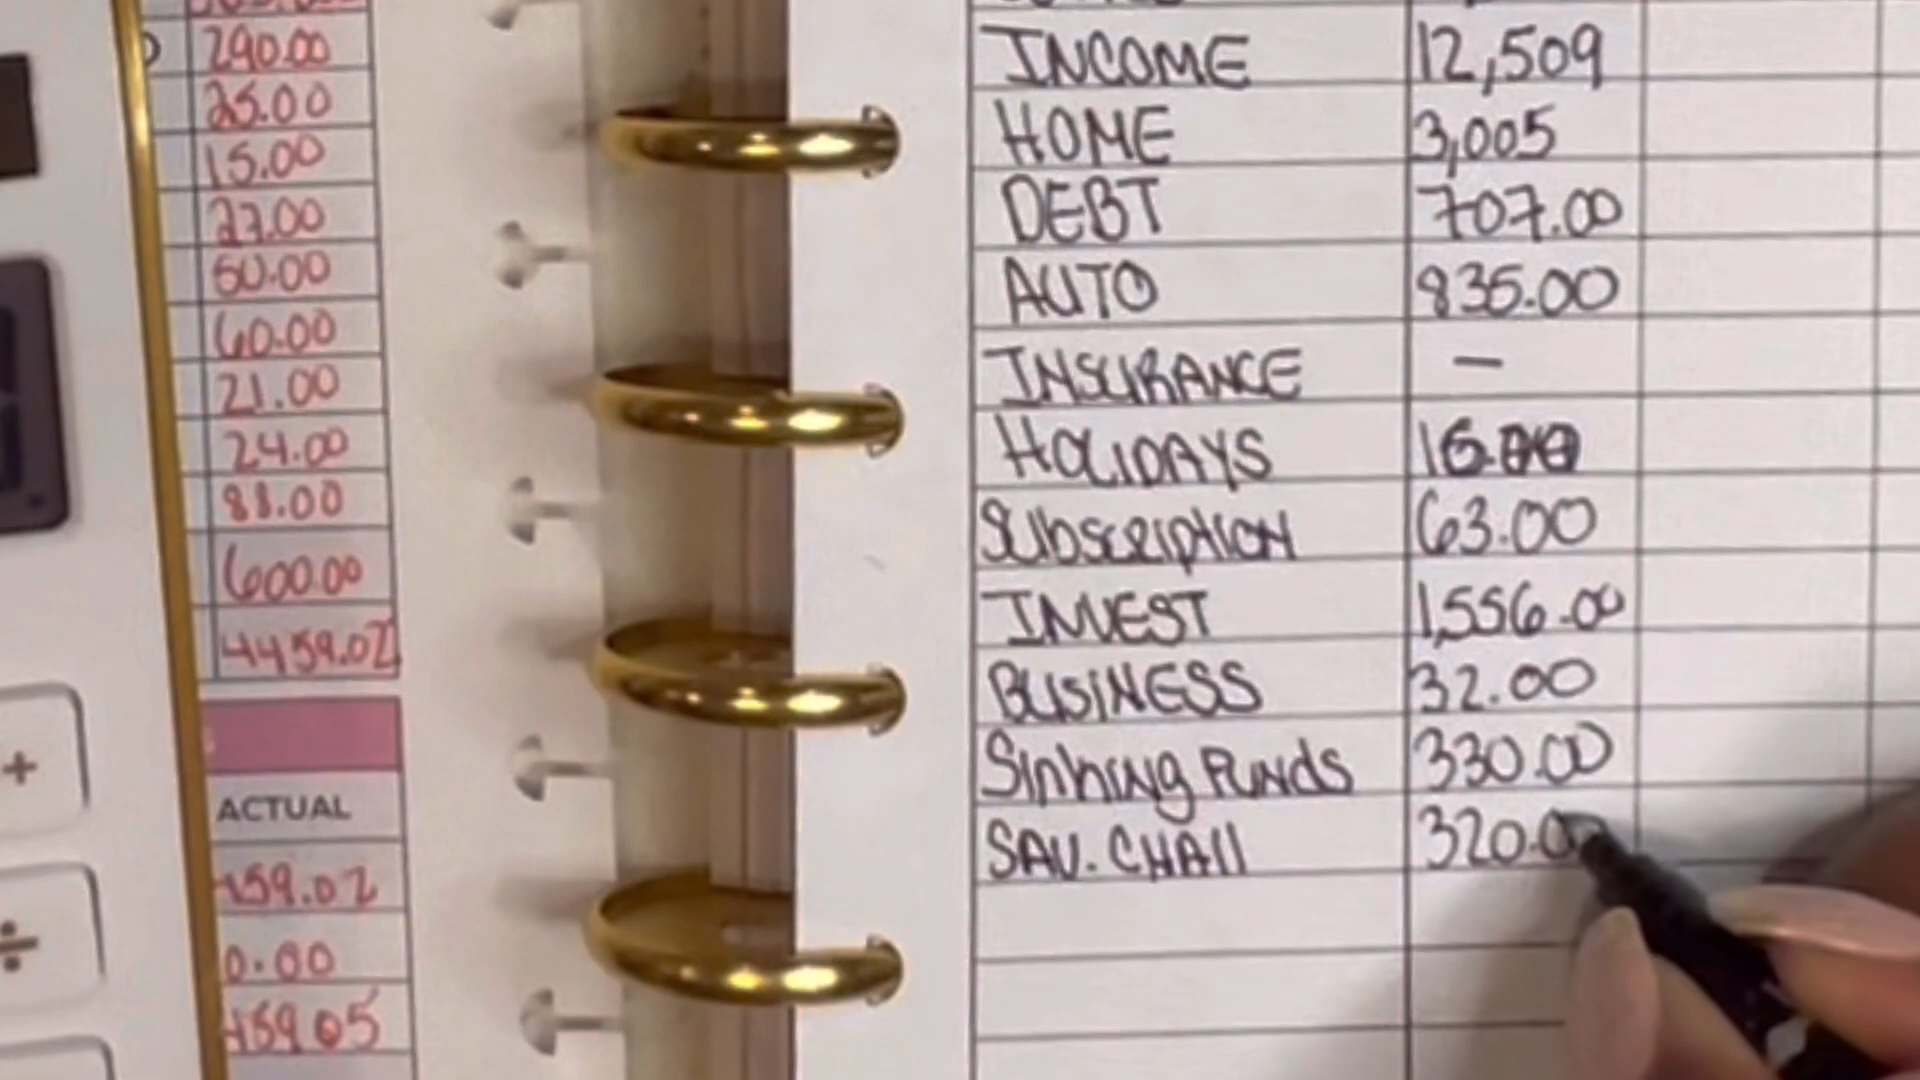 290.00
25.00
15.00
27.00
50.00
60.00
21.00
24.00
88.00
600.00
4459.02
ACTUAL
459.02
0.00
459.05
INCOME 12,509
HOME 3,005
DEBT 707.00
AUTO 835.00
INSURANCE —
HOLIDAYS
SUbscription 63.00
INVEST 1,556.00
BUSINESS 32.00
Sinking FUNds 330.00
SAV. CHAll 320.0
+
÷